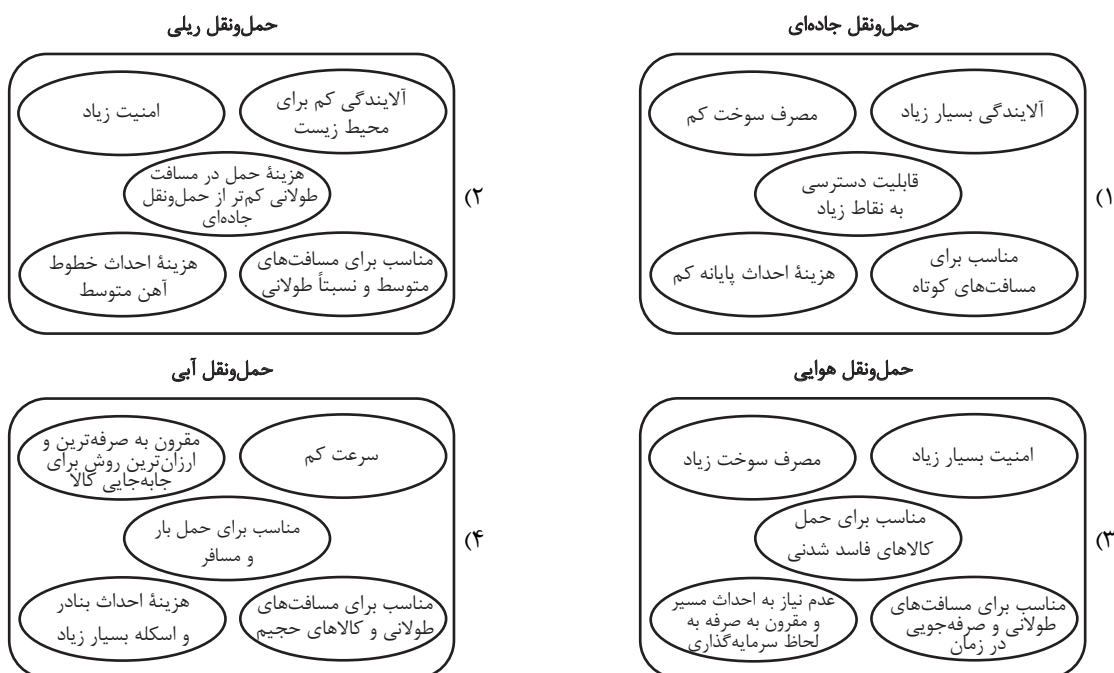 حمل‌ونقل جاده‌ای
۱)
آلایندگی بسیار زیاد
مصرف سوخت کم
قابلیت دسترسی
به نقاط زیاد
مناسب برای
مسافت‌های کوتاه
هزینهٔ احداث پایانه کم
حمل‌ونقل ریلی
۲)
آلایندگی کم برای
محیط زیست
امنیت زیاد
هزینهٔ حمل در مسافت
طولانی کم‌تر از حمل‌ونقل
جاده‌ای
مناسب برای مسافت‌های
متوسط و نسبتاً طولانی
هزینهٔ احداث خطوط
آهن متوسط
حمل‌ونقل هوایی
۳)
امنیت بسیار زیاد
مصرف سوخت زیاد
مناسب برای حمل
کالاهای فاسد شدنی
مناسب برای مسافت‌های
طولانی و صرفه‌جویی
در زمان
عدم نیاز به احداث مسیر
و مقرون به صرفه به
لحاظ سرمایه‌گذاری
حمل‌ونقل آبی
۴)
سرعت کم
مقرون به صرفه‌ترین و
ارزان‌ترین روش برای
جابه‌جایی کالا
مناسب برای حمل بار
و مسافر
مناسب برای مسافت‌های
طولانی و کالاهای حجیم
هزینهٔ احداث بنادر
و اسکله بسیار زیاد